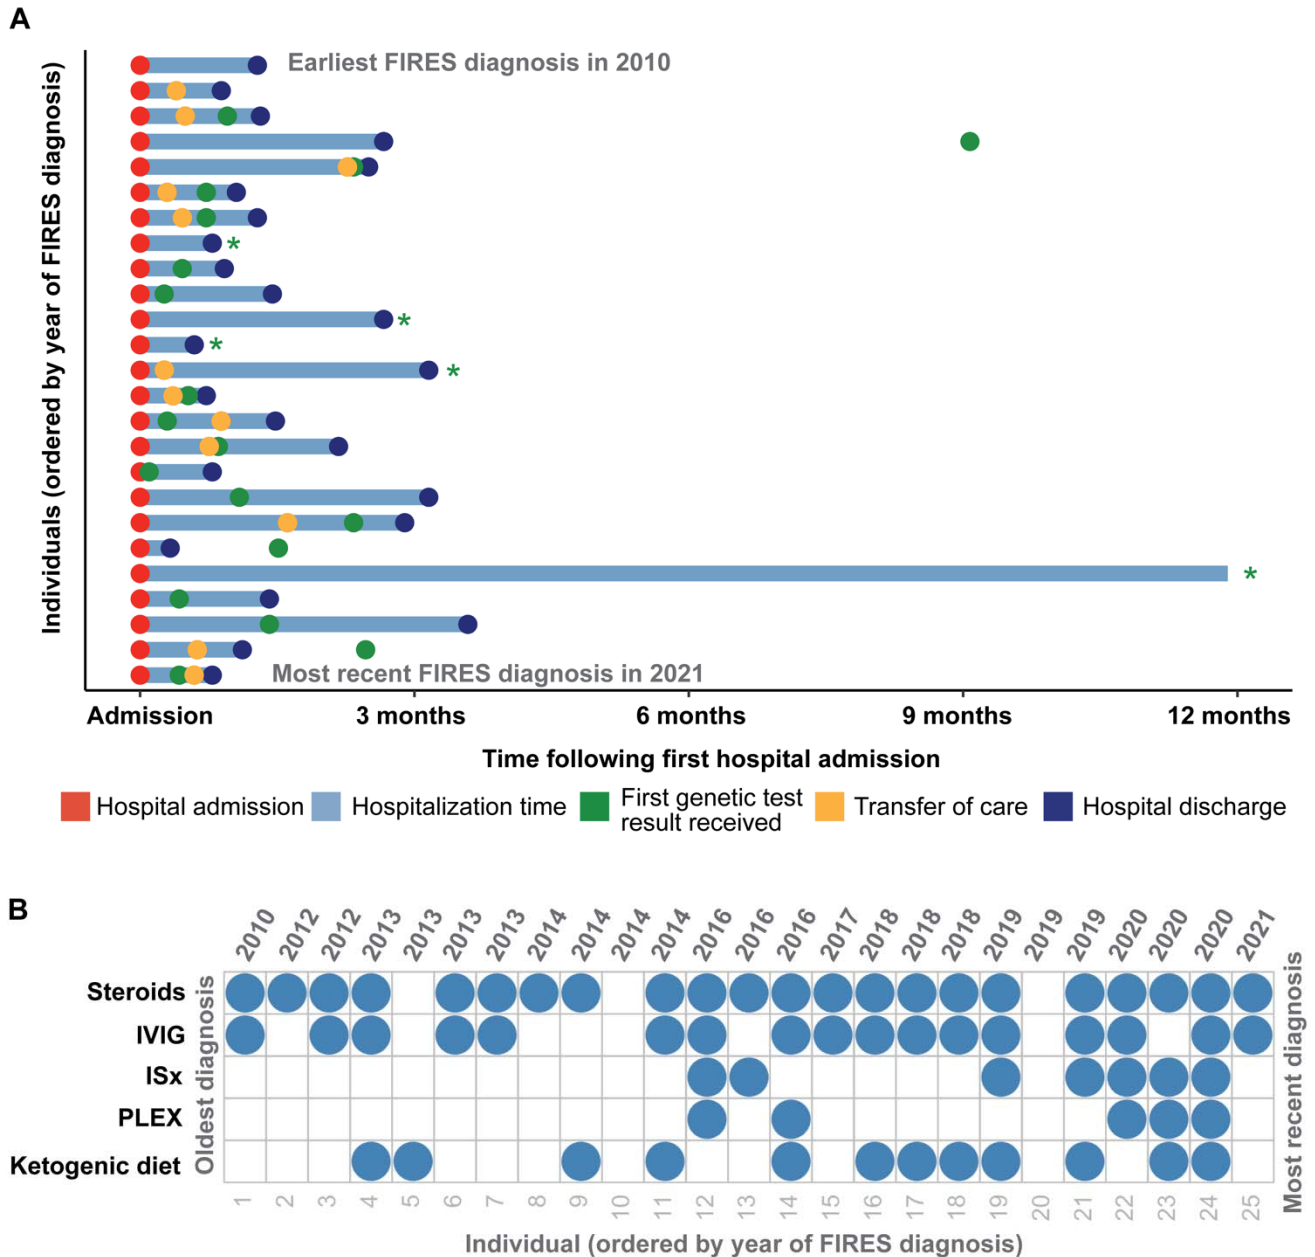 A
Individuals (ordered by year of FIRES diagnosis)
Earliest FIRES diagnosis in 2010
*
*
*
*
*
Most recent FIRES diagnosis in 2021
Admission 3 months 6 months 9 months 12 months
Time following first hospital admission
Hospital admission
Hospitalization time
First genetic test
result received
Transfer of care
Hospital discharge
B
2010 2012 2012 2013 2013 2013 2013 2014 2014 2014 2014 2016 2016 2016 2017 2018 2018 2018 2019 2019 2019 2020 2020 2020 2021
Oldest diagnosis
Steroids
IVIG
ISx
PLEX
Ketogenic diet
Most recent diagnosis
1 2 3 4 5 6 7 8 9 10 11 12 13 14 15 16 17 18 19 20 21 22 23 24 25
Individual (ordered by year of FIRES diagnosis)